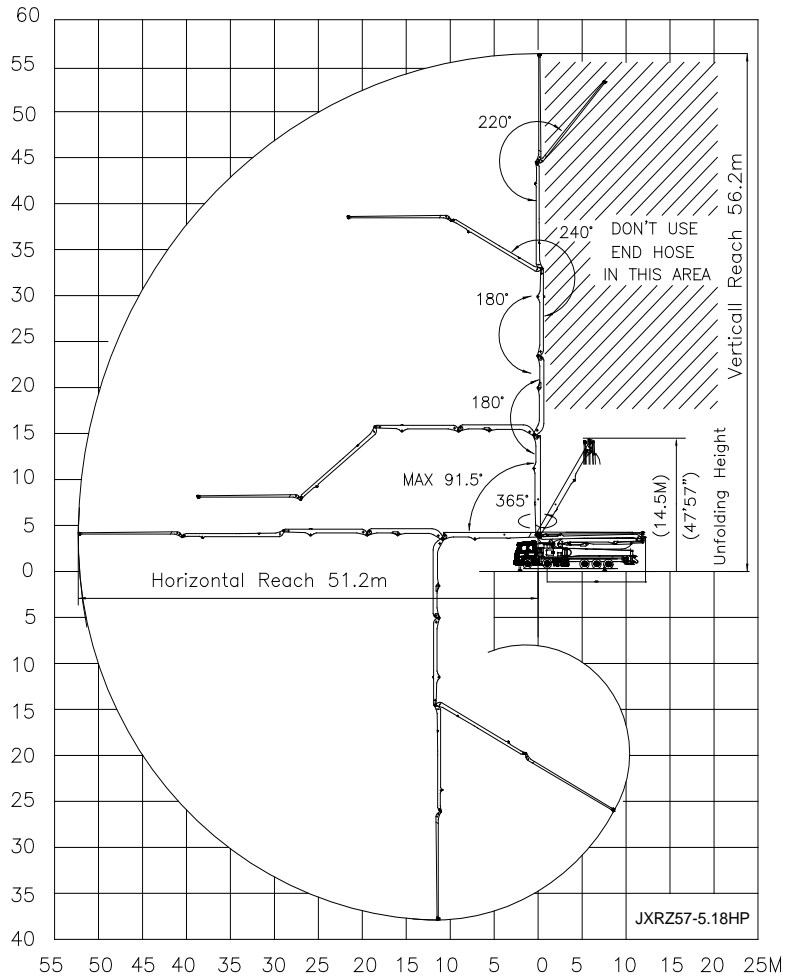 60
55
50
45
40
35
30
25
20
15
10
5
0
5
10
15
20
25
30
35
40
220°
240°
DON'T USE
END HOSE
IN THIS AREA
180°
180°
MAX 91.5°
365°
Verticall Reach 56.2m
(14.5M)
(47'57")
Unfolding Height
Horizontal Reach 51.2m
JXRZ57-5.18HP
55 50 45 40 35 30 25 20 15 10 5 0 5 10 15 20 25M